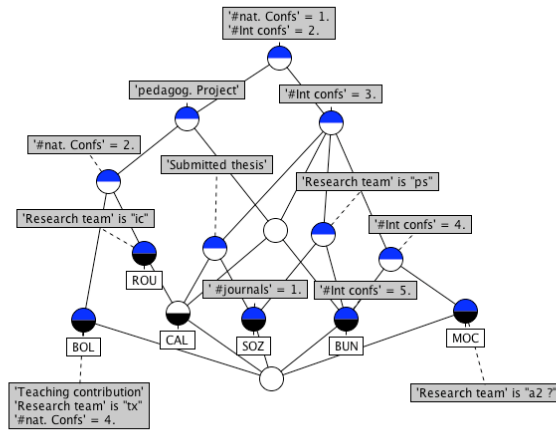 '#nat. Confs' = 1.
'#Int confs' = 2.
'pedagog. Project'
'#Int confs' = 3.
'#nat. Confs' = 2.
'Submitted thesis'
'Research team' is "ps"
'Research team' is "ic"
'#Int confs' = 4.
ROU
' #journals' = 1.
'#Int confs' = 5.
BOL
CAL
SOZ
BUN
MOC
'Teaching contribution'
'Research team' is "tx"
'#nat. Confs' = 4.
'Research team' is "a2 ?"